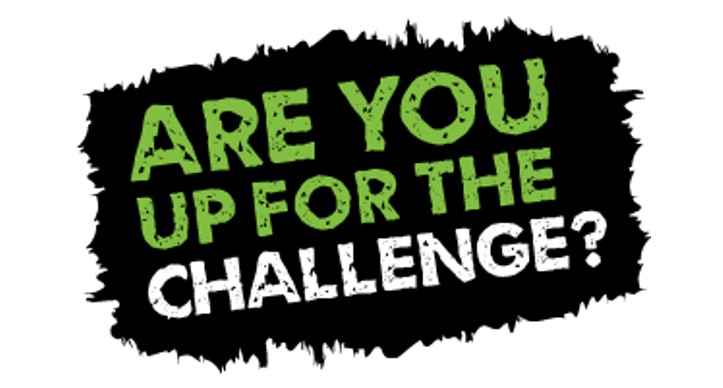 ARE YOU
UP FOR THE
CHALLENGE?